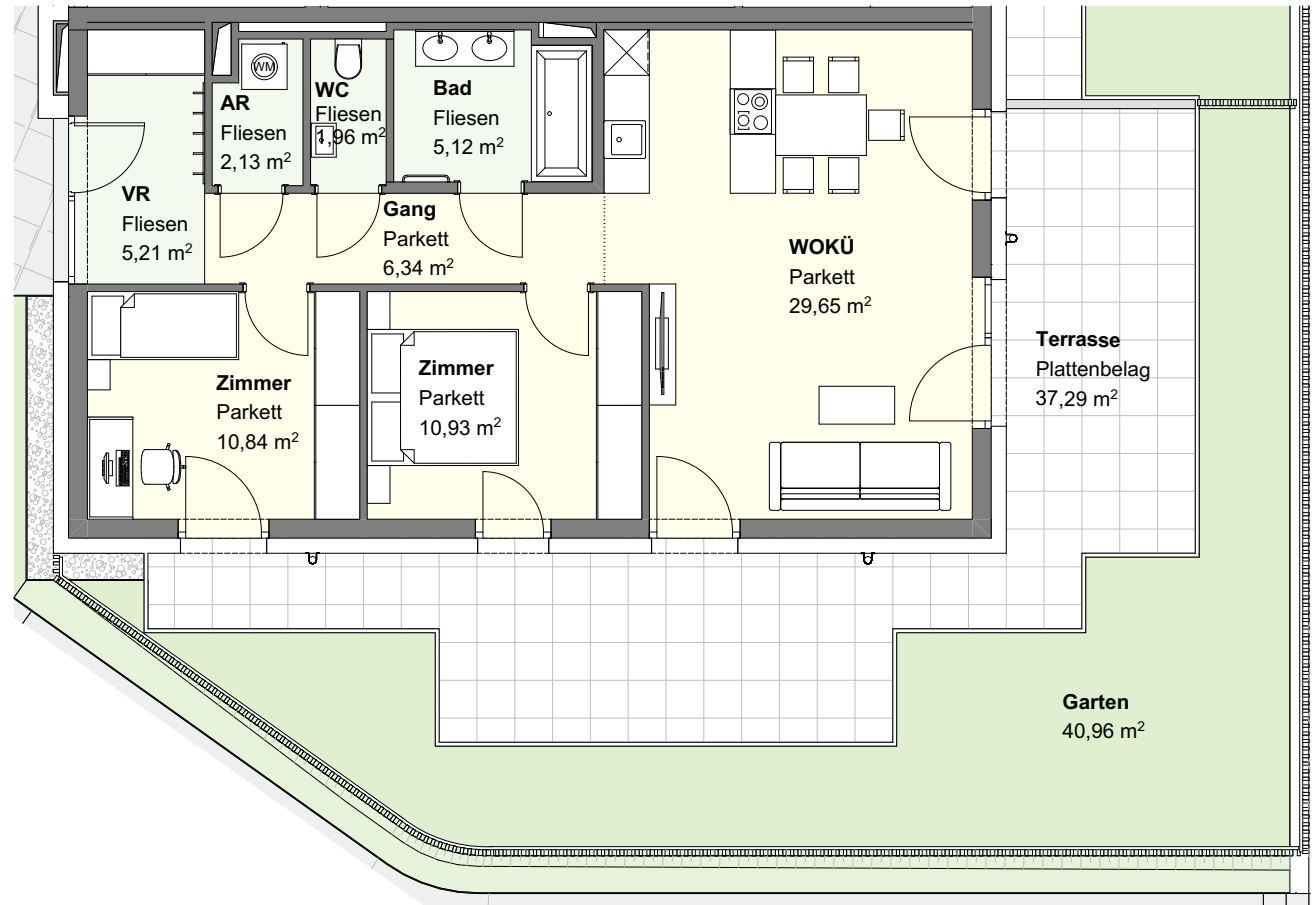 AR
Fliesen
2,13 m²
WM
WC
Fliesen
1,96 m²
Bad
Fliesen
5,12 m²
VR
Fliesen
5,21 m²
Gang
Parkett
6,34 m²
WOKÜ
Parkett
29,65 m²
Zimmer
Parkett
10,84 m²
Zimmer
Parkett
10,93 m²
Terrasse
Plattenbelag
37,29 m²
Garten
40,96 m²